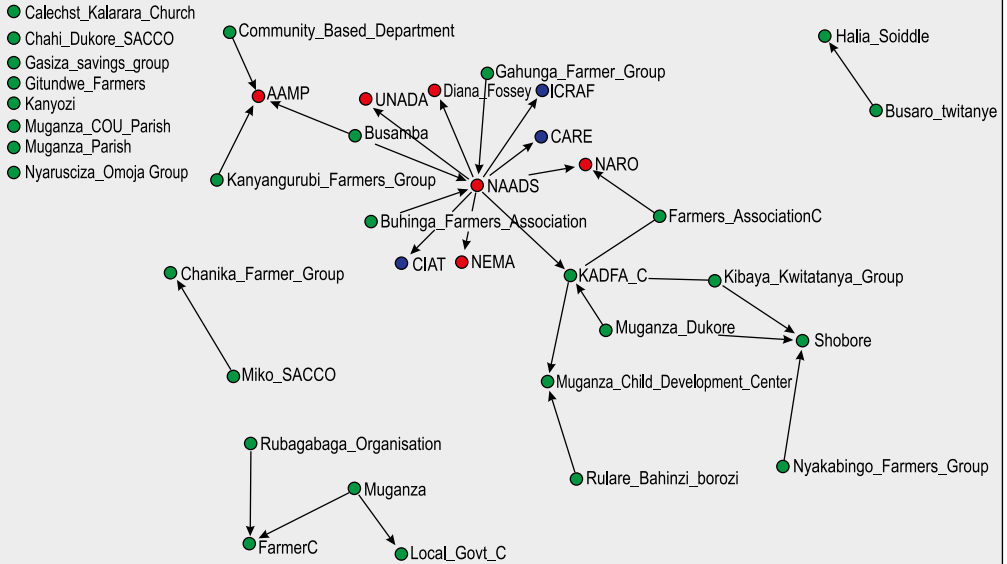 Calechst_Kalarara_Church
Chahi_Dukore_SACCO
Gasiza_savings_group
Gitundwe_Farmers
Kanyozi
Muganza_COU_Parish
Muganza_Parish
Nyarusciza_Omoja Group
Community_Based_Department
Halia_Soiddle
Gahunga_Farmer_Group
AAMP
UNADA
Diana_Fossey
ICRAF
Busaro_twitanye
Busamba
CARE
NARO
Kanyangurubi_Farmers_Group
NAADS
Buhinga_Farmers_Association
Farmers_AssociationC
CIAT
NEMA
Chanika_Farmer_Group
KADFA_C
Kibaya_Kwitatanya_Group
Muganza_Dukore
Shobore
Miko_SACCO
Muganza_Child_Development_Center
Rubagabaga_Organisation
Nyakabingo_Farmers_Group
Rulare_Bahinzi_borozi
Muganza
FarmerC
Local_Govt_C